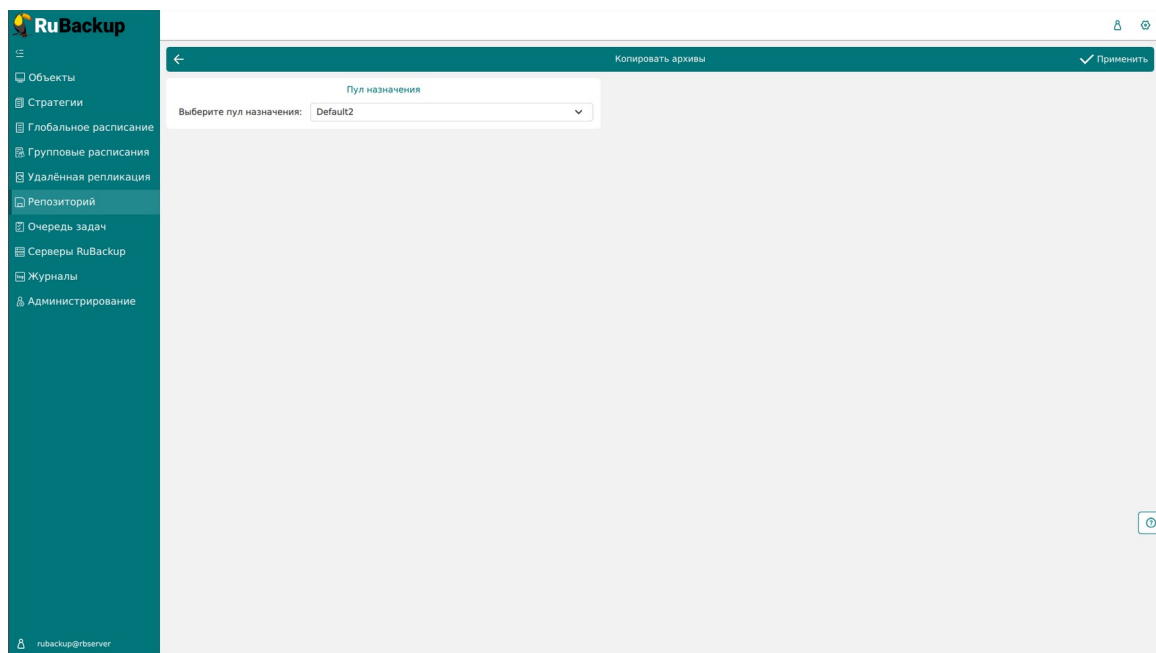 RuBackup
Копировать архивы
Применить
Объекты
Стратегии
Глобальное расписание
Групповые расписания
Удалённая репликация
Репозиторий
Очередь задач
Серверы RuBackup
Журналы
Администрирование
Пул назначения
Выберите пул назначения: Default2
rubackup@rbserver